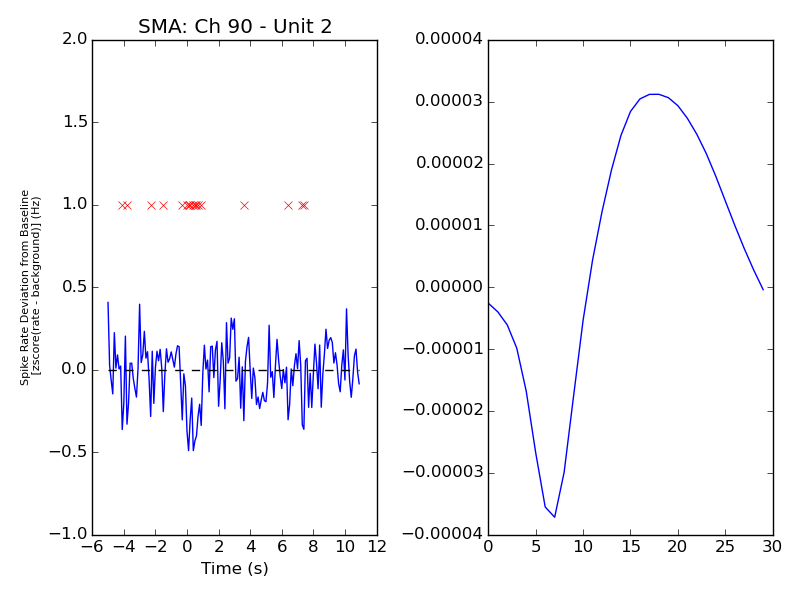 SMA: Ch 90 - Unit 2
Spike Rate Deviation from Baseline
[zscore(rate - background)] (Hz)
2.0
1.5
1.0
0.5
0.0
−0.5
−1.0
−6 −4 −2 0 2 4 6 8 10 12
Time (s)
0.00004
0.00003
0.00002
0.00001
0.00000
−0.00001
−0.00002
−0.00003
−0.00004
0 5 10 15 20 25 30